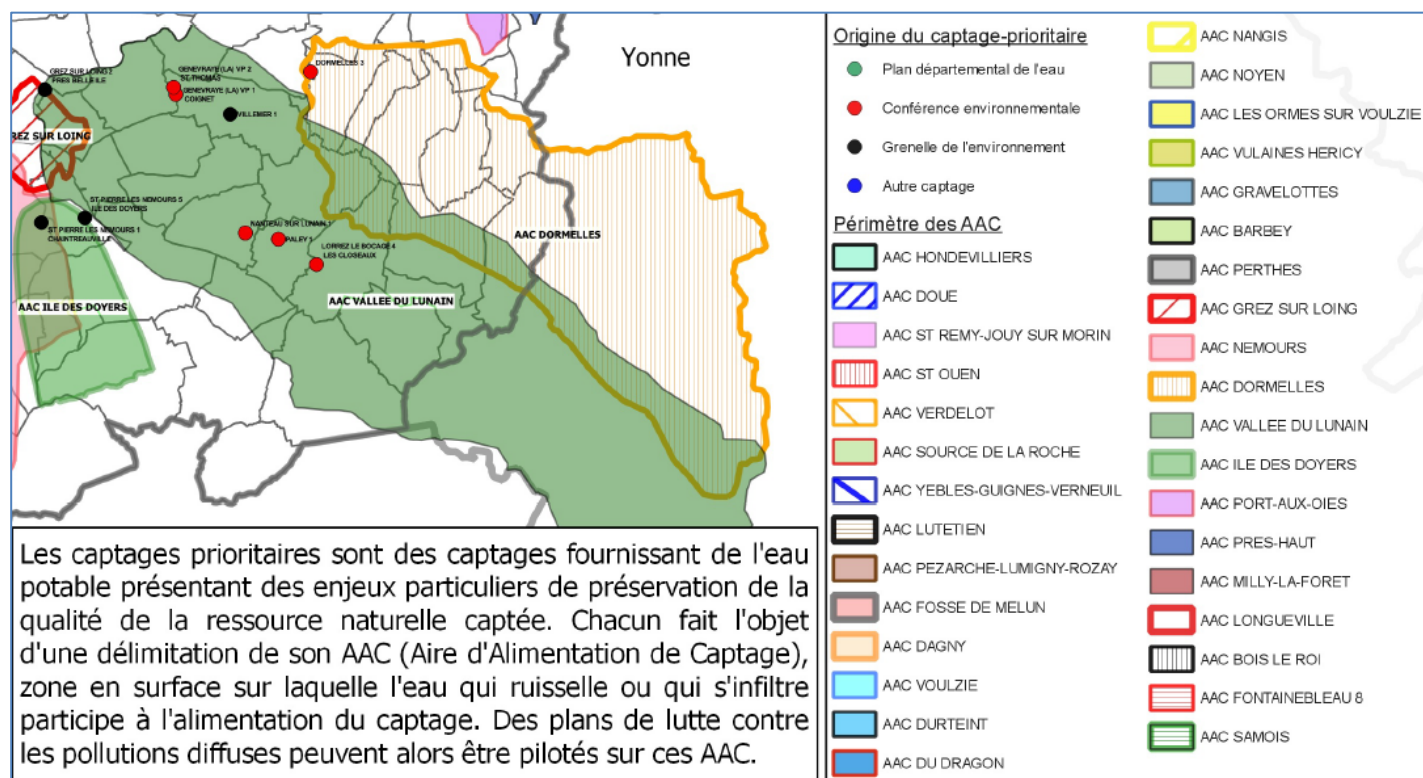 Yonne
DORMELLES 3
GREZ SUR LOING 2
PRES BELLE ILE
GENEVRAYE (LA) VP 2
ST THOMAS
GENEVRAYE (LA) VP 1
COIGNET
VILLEMER 1
GREZ SUR LOING
ST PIERRE LES NEMOURS 5
ILE DES DOYERS
ST PIERRE LES NEMOURS 1
CHAINTREAUVILLE
NANTEAU SUR LUNAIN 1
PALEY 1
LORREZ LE BOCAGE 4
LES CLOSEAUX
AAC DORMELLES
AAC ILE DES DOYERS
AAC VALLEE DU LUNAIN
Les captages prioritaires sont des captages fournissant de l'eau
potable présentant des enjeux particuliers de préservation de la
qualité de la ressource naturelle captée. Chacun fait l'objet
d'une délimitation de son AAC (Aire d'Alimentation de Captage),
zone en surface sur laquelle l'eau qui ruisselle ou qui s'infiltre
participe à l'alimentation du captage. Des plans de lutte contre
les pollutions diffuses peuvent alors être pilotés sur ces AAC.
Origine du captage-prioritaire
Plan départemental de l'eau
Conférence environnementale
Grenelle de l'environnement
Autre captage
Périmètre des AAC
AAC HONDEVILLIERS
AAC DOUE
AAC ST REMY-JOUY SUR MORIN
AAC ST OUEN
AAC VERDELOT
AAC SOURCE DE LA ROCHE
AAC YEBLES-GUIGNES-VERNEUIL
AAC LUTETIEN
AAC PEZARCHE-LUMIGNY-ROZAY
AAC FOSSE DE MELUN
AAC DAGNY
AAC VOULZIE
AAC DURTEINT
AAC DU DRAGON
AAC NANGIS
AAC NOYEN
AAC LES ORMES SUR VOULZIE
AAC VULAINES HERICY
AAC GRAVELOTTES
AAC BARBEY
AAC PERTHES
AAC GREZ SUR LOING
AAC NEMOURS
AAC DORMELLES
AAC VALLEE DU LUNAIN
AAC ILE DES DOYERS
AAC PORT-AUX-OIES
AAC PRES-HAUT
AAC MILLY-LA-FORET
AAC LONGUEVILLE
AAC BOIS LE ROI
AAC FONTAINEBLEAU 8
AAC SAMOIS